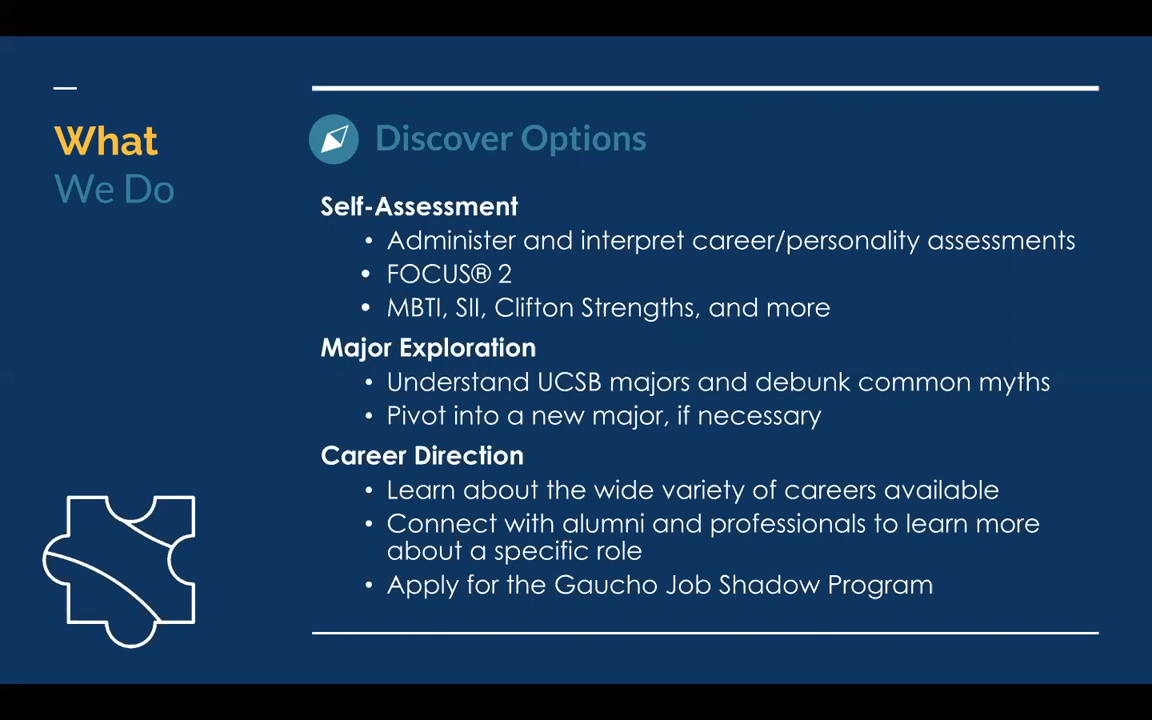 What
We Do
Discover Options
Self-Assessment
• Administer and interpret career/personality assessments
• FOCUS® 2
• MBTI, SII, Clifton Strengths, and more
Major Exploration
• Understand UCSB majors and debunk common myths
• Pivot into a new major, if necessary
Career Direction
• Learn about the wide variety of careers available
• Connect with alumni and professionals to learn more
about a specific role
• Apply for the Gaucho Job Shadow Program